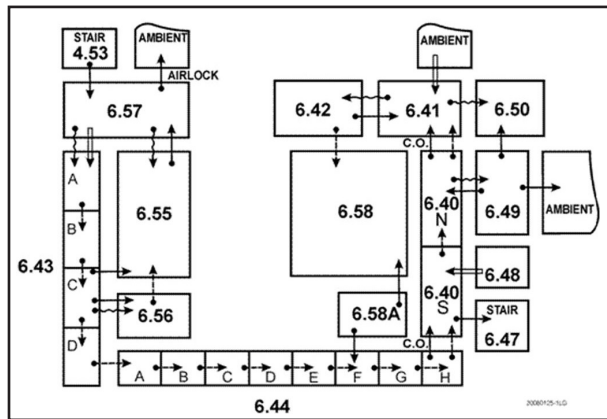 STAIR
4.53
AMBIENT
AIRLOCK
6.57
A
B
C
D
6.43
6.55
6.56
AMBIENT
6.42
6.41
6.50
C.O.
6.58
6.40
N
6.49
AMBIENT
6.40
S
6.48
STAIR
6.47
6.58A
C.O.
A B C D E F G H
6.44
20080125-1LG